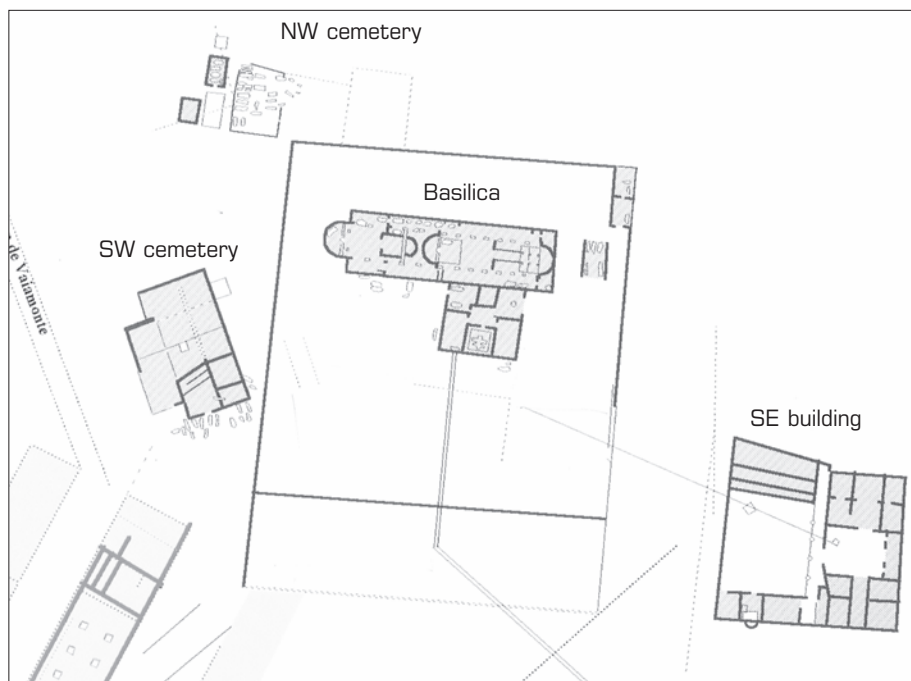 NW cemetery
Basilica
SW cemetery
de Vaiamonte
SE building